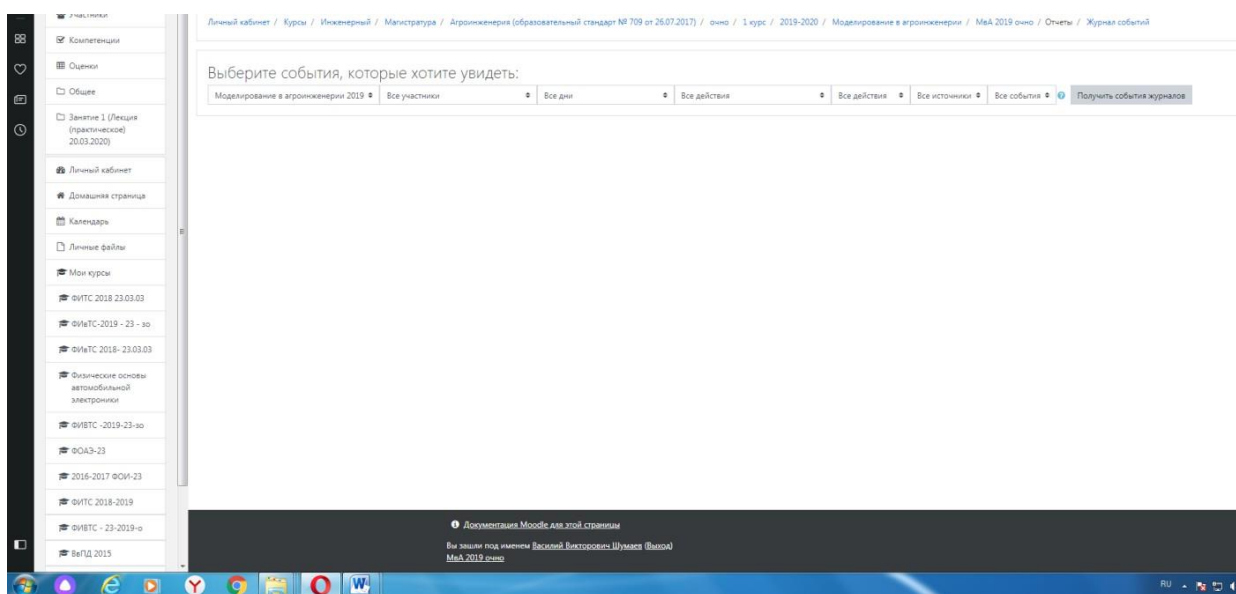 Участники
Личный кабинет / Курсы / Инженерный / Магистратура / Агроинженерия (образовательный стандарт № 709 от 26.07.2017) / очно / 1 курс / 2019-2020 / Моделирование в агроинженерии / МвА 2019 очно / Отчеты / Журнал событий
Компетенции
Оценки
Общее
Занятие 1 (Лекция
(практическое)
20.03.2020)
Выберите события, которые хотите увидеть:
Моделирование в агроинженерии 2019 Все участники Все дни Все действия Все действия Все источники Все события Получить события журналов
Личный кабинет
Домашняя страница
Календарь
Личные файлы
Мои курсы
ФИТС 2018 23.03.03
ФИвТС-2019 - 23 - зо
ФИвТС 2018- 23.03.03
Физические основы
автомобильной
электроники
ФИВТС -2019-23-зо
ФОАЭ-23
2016-2017 ФОИ-23
ФИТС 2018-2019
ФИВТС - 23-2019-о
ВвПД 2015
Документация Moodle для этой страницы
Вы зашли под именем Василий Викторович Шумаев (Выход)
МвА 2019 очно
RU